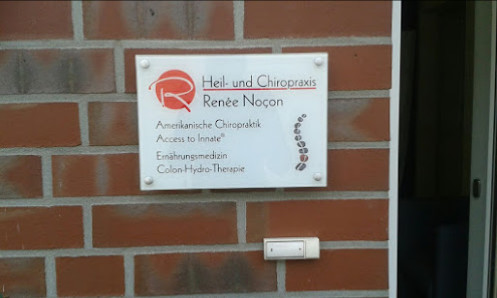 R
Heil- und Chiropraxis
Renée Noçon
Amerikanische Chiropraktik
Access to Innate®
Ernährungsmedizin
Colon-Hydro-Therapie